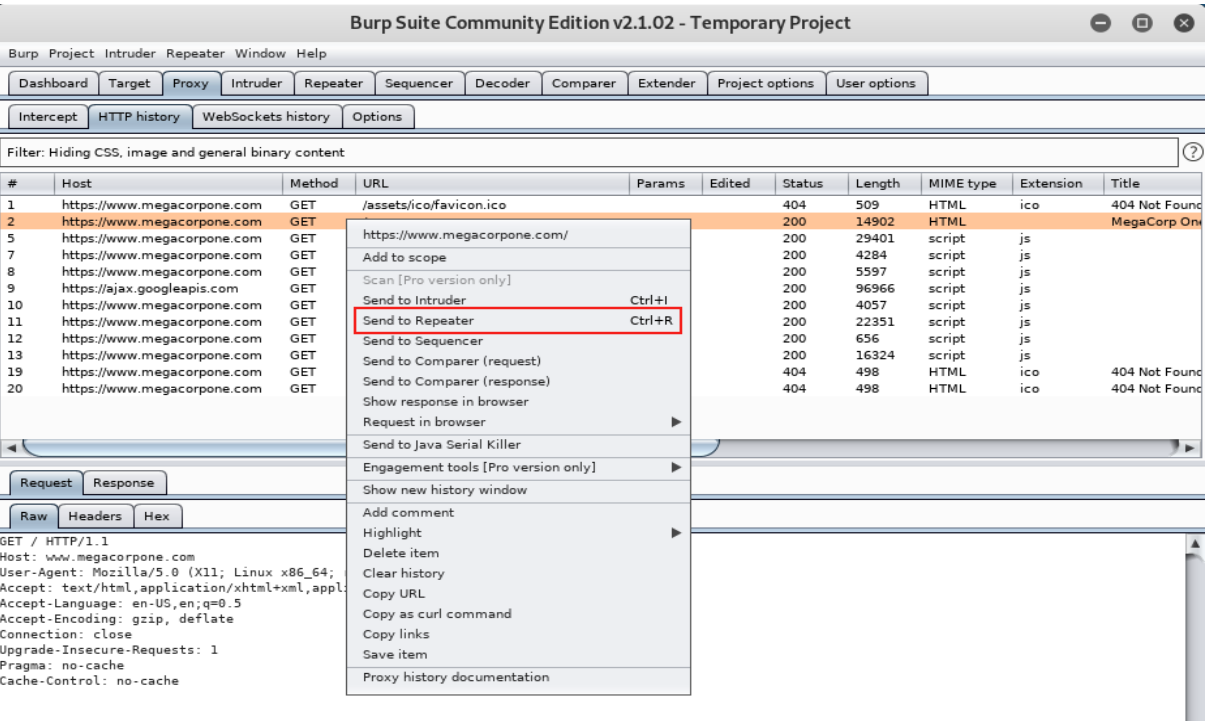 Burp Suite Community Edition v2.1.02 - Temporary Project
Burp Project Intruder Repeater Window Help
Dashboard Target Proxy Intruder Repeater Sequencer Decoder Comparer Extender Project options User options
Intercept HTTP history WebSockets history Options
Filter: Hiding CSS, image and general binary content ?
# Host Method URL Params Edited Status Length MIME type Extension Title
1 https://www.megacorpone.com GET /assets/ico/favicon.ico 404 509 HTML ico 404 Not Found
2 https://www.megacorpone.com GET 200 14902 HTML MegaCorp One
5 https://www.megacorpone.com GET 200 29401 script js
7 https://www.megacorpone.com GET 200 4284 script js
8 https://www.megacorpone.com GET 200 5597 script js
9 https://ajax.googleapis.com GET 200 96966 script js
10 https://www.megacorpone.com GET 200 4057 script js
11 https://www.megacorpone.com GET 200 22351 script js
12 https://www.megacorpone.com GET 200 656 script js
13 https://www.megacorpone.com GET 200 16324 script js
19 https://www.megacorpone.com GET 404 498 HTML ico 404 Not Found
20 https://www.megacorpone.com GET 404 498 HTML ico 404 Not Found
https://www.megacorpone.com/
Add to scope
Scan [Pro version only]
Send to Intruder Ctrl+I
Send to Repeater Ctrl+R
Send to Sequencer
Send to Comparer (request)
Send to Comparer (response)
Show response in browser
Request in browser
Send to Java Serial Killer
Engagement tools [Pro version only]
Show new history window
Add comment
Highlight
Delete item
Clear history
Copy URL
Copy as curl command
Copy links
Save item
Proxy history documentation
Request Response
Raw Headers Hex
GET / HTTP/1.1
Host: www.megacorpone.com
User-Agent: Mozilla/5.0 (X11; Linux x86_64;
Accept: text/html,application/xhtml+xml,appl
Accept-Language: en-US,en;q=0.5
Accept-Encoding: gzip, deflate
Connection: close
Upgrade-Insecure-Requests: 1
Pragma: no-cache
Cache-Control: no-cache